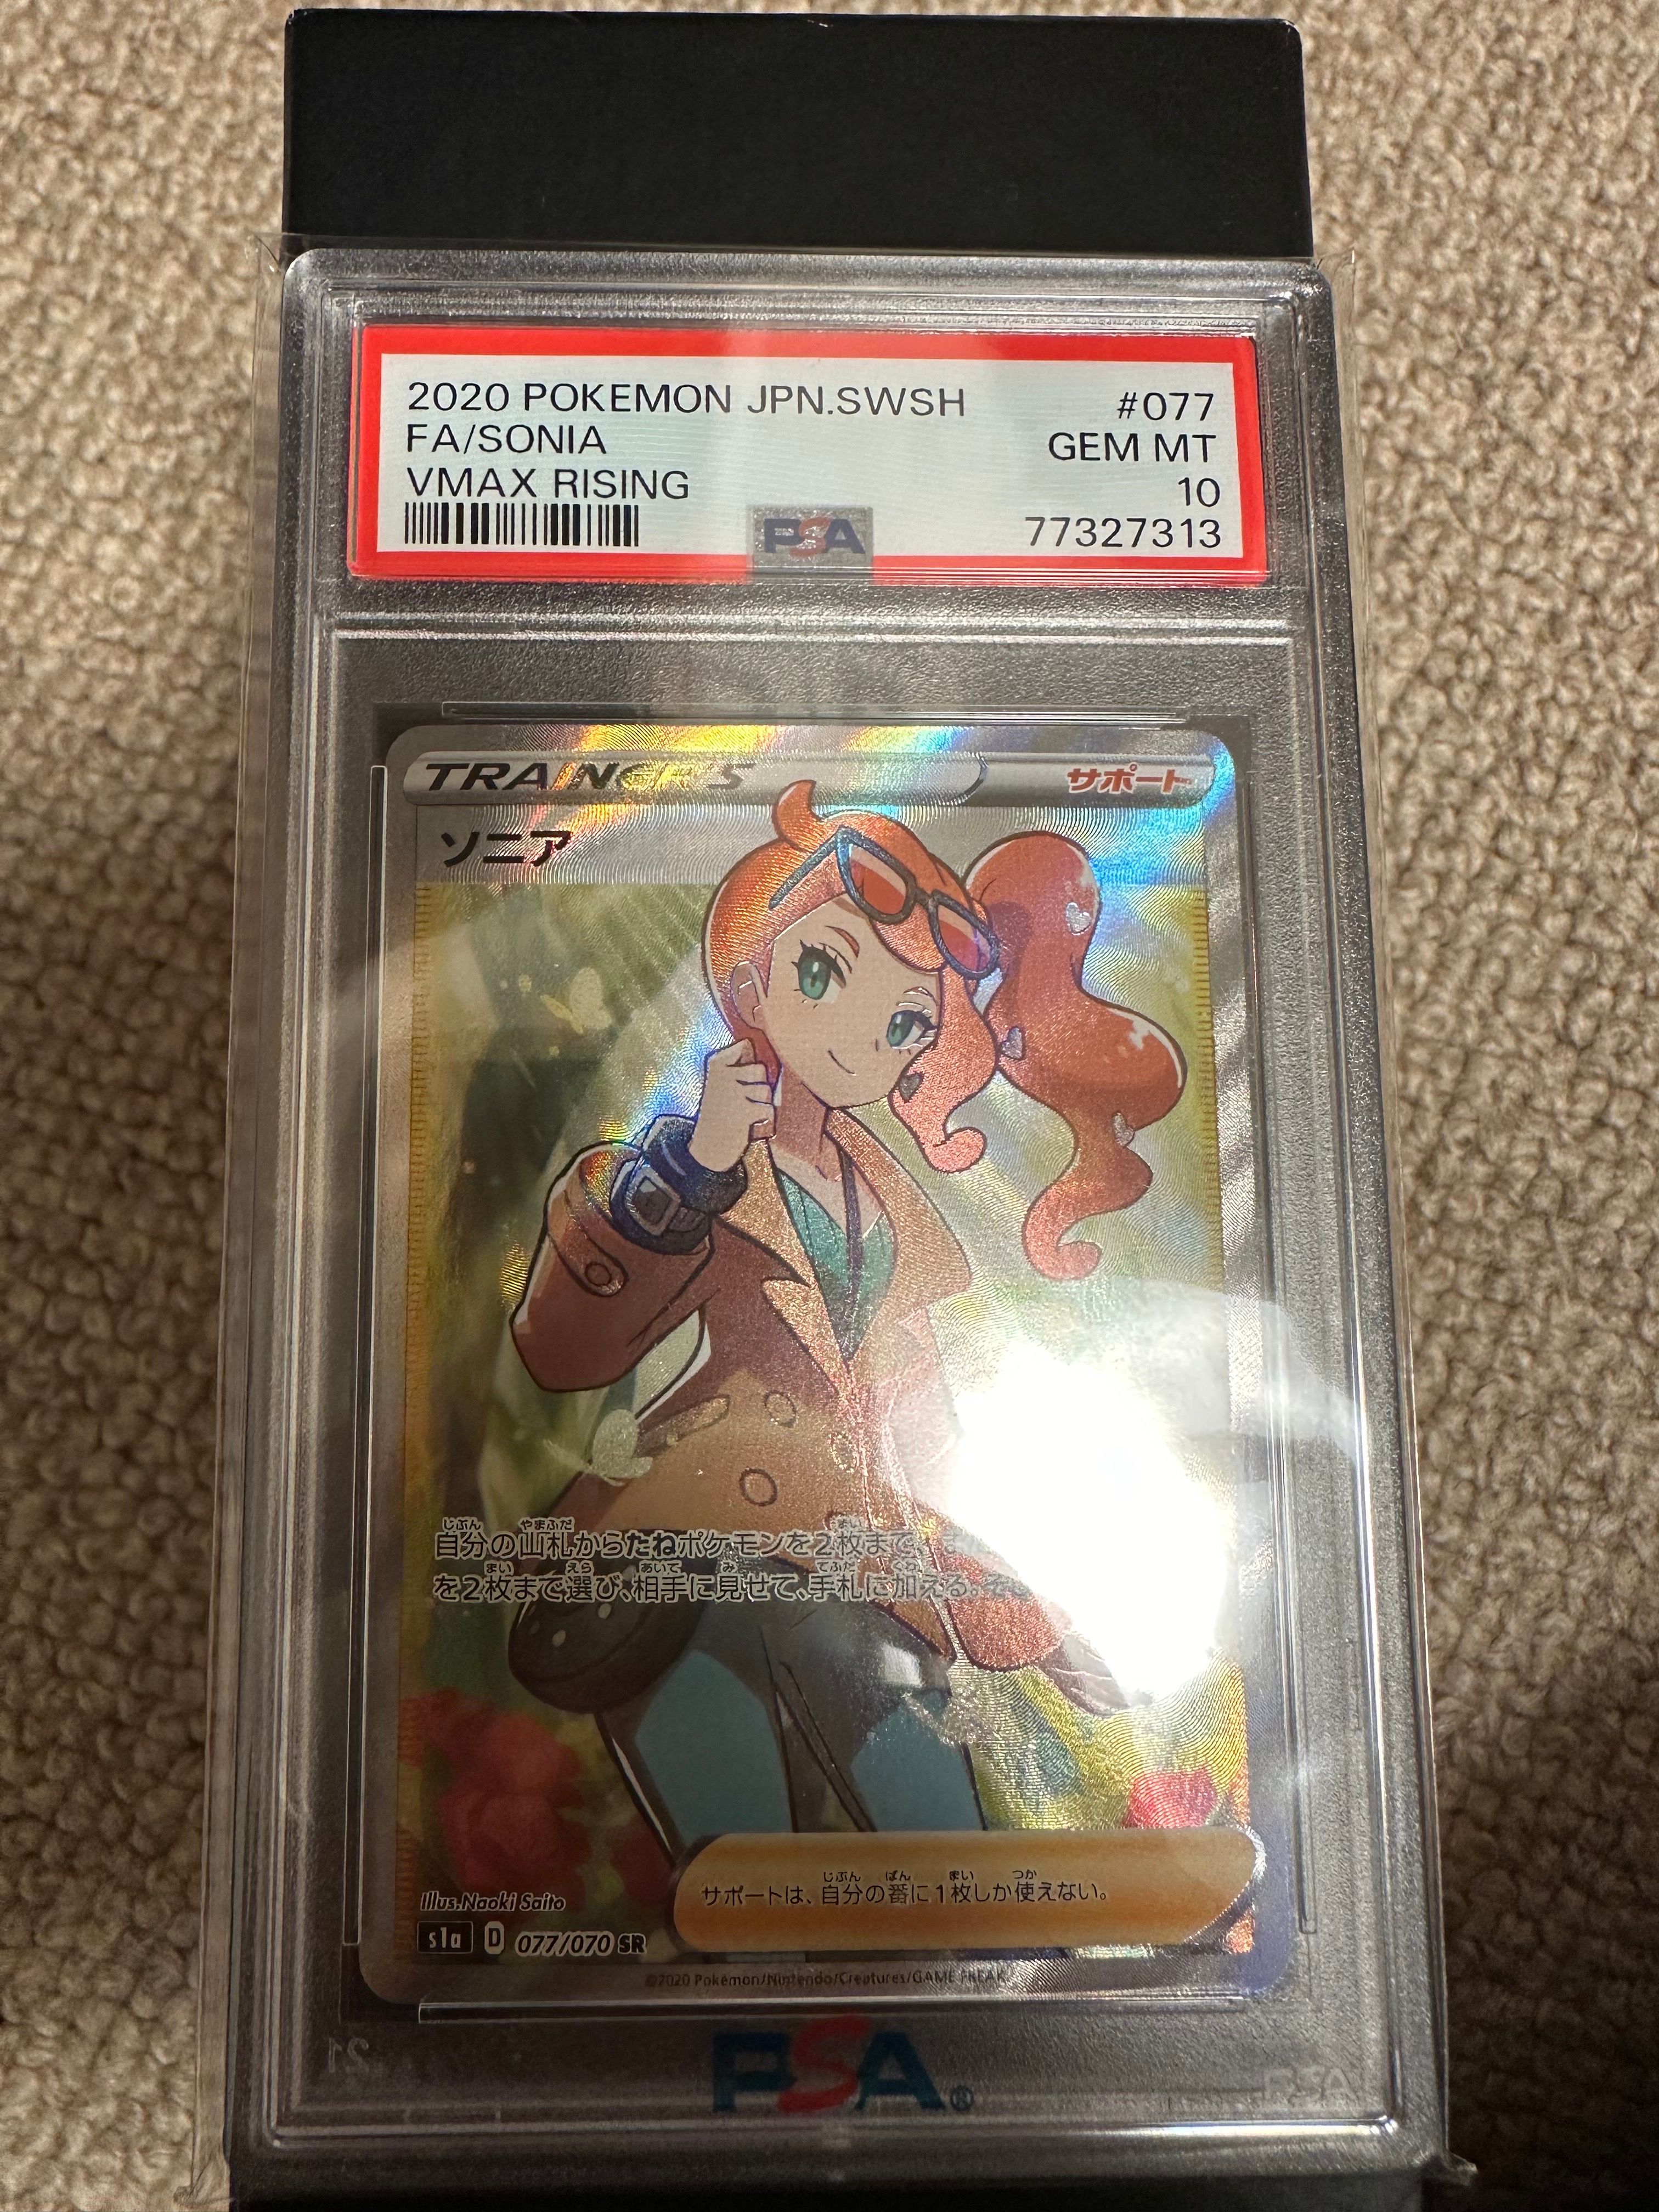 2020 POKEMON JPN.SWSH #077
FA/SONIA GEM MT
VMAX RISING 10
PSA 77327313
TRAINER'S サポート
ソニア
自分の山札からたねポケモンを2枚まで、
を2枚まで選び、相手に見せて、手札に加える。
サポートは、自分の番に1枚しか使えない。
Illus.Naoki Saito
s1a D 077/070 SR
©2020 Pokémon/Nintendo/Creatures/GAME FREAK
PSA®
PSA